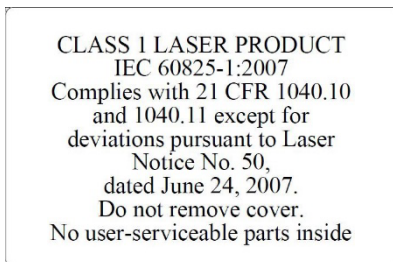 CLASS 1 LASER PRODUCT
IEC 60825-1:2007
Complies with 21 CFR 1040.10
and 1040.11 except for
deviations pursuant to Laser
Notice No. 50,
dated June 24, 2007.
Do not remove cover.
No user-serviceable parts inside